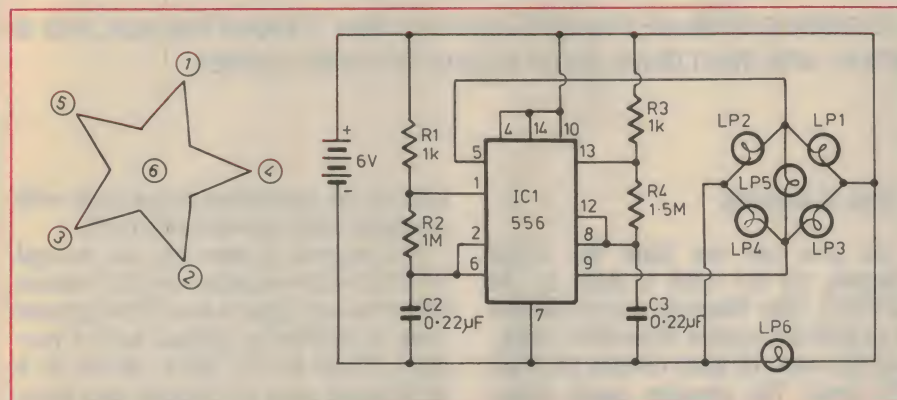 1
5
6
4
3
2
+
6V
−
R1
1k
R2
1M
C2
0·22µF
4 14 10
5
1
2
6
IC1
556
13
12
8
9
7
R3
1k
R4
1·5M
C3
0·22µF
LP2
LP1
LP5
LP4
LP3
LP6